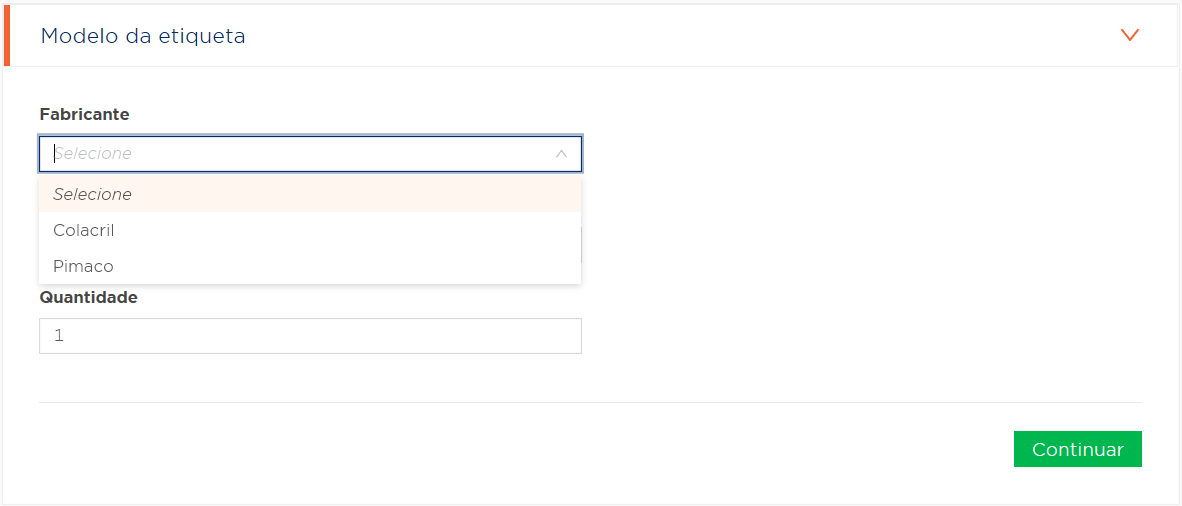 Modelo da etiqueta
Fabricante
Selecione
Selecione
Colacril
Pimaco
Quantidade
1
Continuar